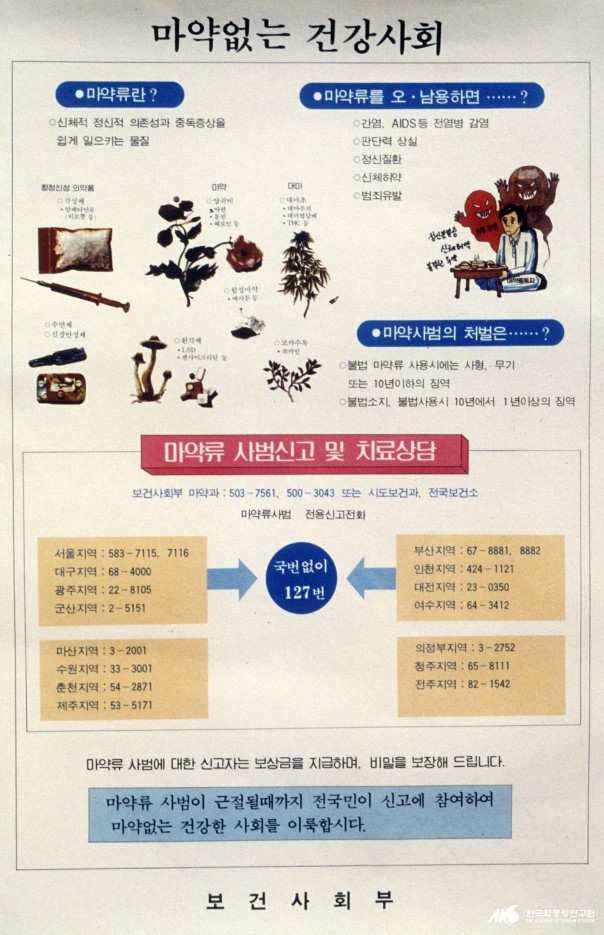 마약없는 건강사회
●마약류란 ?
○신체적 정신적 의존성과 중독증상을
쉽게 일으키는 물질
●마약류를 오·남용하면 …… ?
○간염, AIDS등 전염병 감염
○판단력 상실
○정신질환
○신체허약
○범죄유발
향정신성 의약품
○각성제
•암페타민류
(히로뽕 등)
마약
○양귀비
•아편
•몰핀
•헤로인 등
대마
○대마초
•대마수지
•대마엽담배
•THC 등
○합성마약
•메사돈 등
○수면제
○신경안정제
○환각제
•LSD
•펜사이크리딘 등
○코카수목
•코카인
정신분열증
신체허약
●마약사범의 처벌은……?
○불법 마약류 사용시에는 사형, 무기
또는 10년이하의 징역
○불법소지, 불법사용시 10년에서 1년이상의 징역
마약류 사범신고 및 치료상담
보건사회부 마약과 : 503-7561, 500-3043 또는 시도보건과, 전국보건소
마약류사범 전용신고전화
서울지역 : 583-7115, 7116
대구지역 : 68-4000
광주지역 : 22-8105
군산지역 : 2-5151
국번없이
127번
부산지역 : 67-8881, 8882
인천지역 : 424-1121
대전지역 : 23-0350
여수지역 : 64-3412
마산지역 : 3-2001
수원지역 : 33-3001
춘천지역 : 54-2871
제주지역 : 53-5171
의정부지역 : 3-2752
청주지역 : 65-8111
전주지역 : 82-1542
마약류 사범에 대한 신고자는 보상금을 지급하며, 비밀을 보장해 드립니다.
마약류 사범이 근절될때까지 전국민이 신고에 참여하여
마약없는 건강한 사회를 이룩합시다.
보건사회부
AKS 한국학중앙연구원
THE ACADEMY OF KOREAN STUDIES